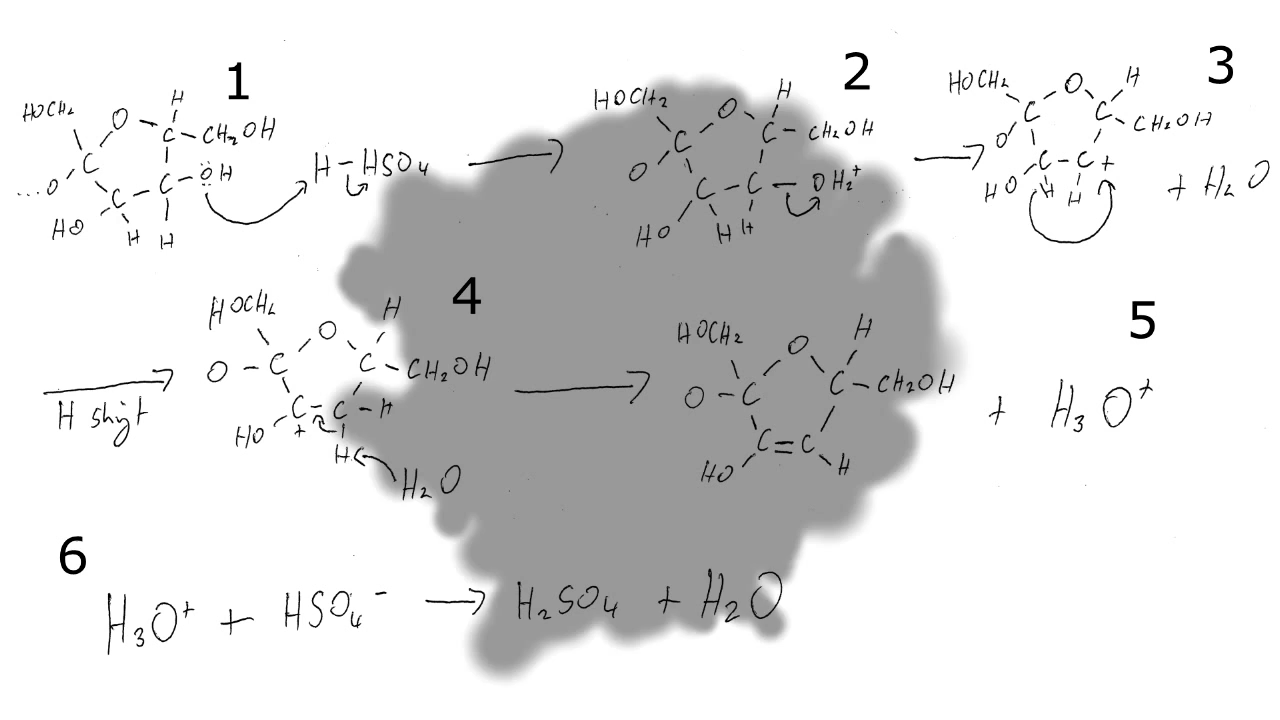 1 2 3
HOCH₂ O H C CH₂OH C ...O C C OH HO H H
H-HSO₄
HOCH₂ O H C C CH₂OH O C C OH₂⁺ HO H H
HOCH₂ O H C C CH₂OH O C C + HO H H
+ H₂O
4 5
H shift
HOCH₂ O H O C C CH₂OH C C H HO + H
H₂O
HOCH₂ O H O C C CH₂OH C=C HO H
+ H₃O⁺
6
H₃O⁺ + HSO₄⁻ → H₂SO₄ + H₂O